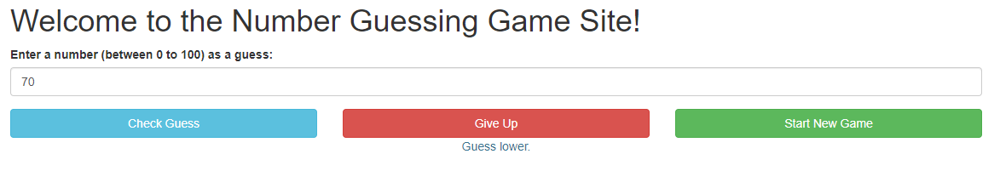 Welcome to the Number Guessing Game Site!
Enter a number (between 0 to 100) as a guess:
70
Check Guess
Give Up
Start New Game
Guess lower.